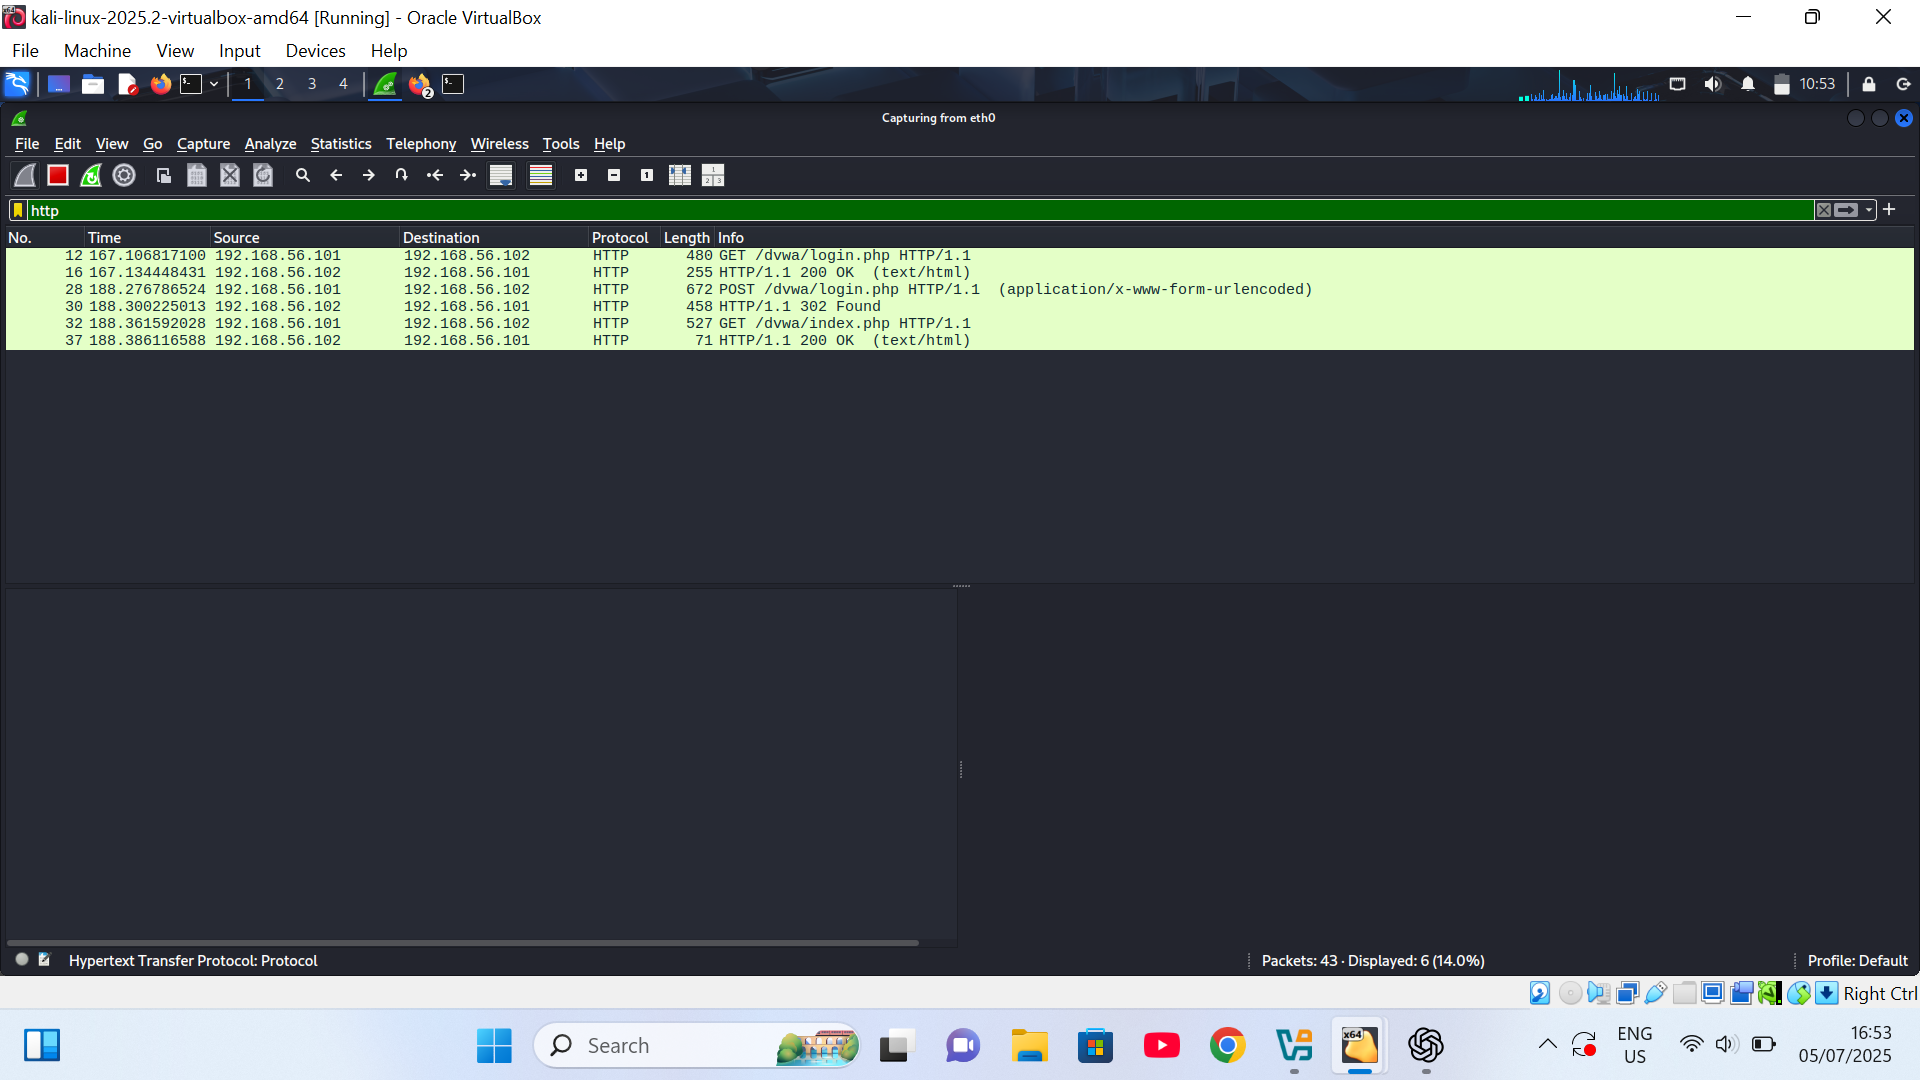 kali-linux-2025.2-virtualbox-amd64 [Running] - Oracle VirtualBox
File Machine View Input Devices Help
1 2 3 4 10:53
Capturing from eth0
File Edit View Go Capture Analyze Statistics Telephony Wireless Tools Help
http
No. Time Source Destination Protocol Length Info
12 167.106817100 192.168.56.101 192.168.56.102 HTTP 480 GET /dvwa/login.php HTTP/1.1
16 167.134448431 192.168.56.102 192.168.56.101 HTTP 255 HTTP/1.1 200 OK (text/html)
28 188.276786524 192.168.56.101 192.168.56.102 HTTP 672 POST /dvwa/login.php HTTP/1.1 (application/x-www-form-urlencoded)
30 188.300225013 192.168.56.102 192.168.56.101 HTTP 458 HTTP/1.1 302 Found
32 188.361592028 192.168.56.101 192.168.56.102 HTTP 527 GET /dvwa/index.php HTTP/1.1
37 188.386116588 192.168.56.102 192.168.56.101 HTTP 71 HTTP/1.1 200 OK (text/html)
Hypertext Transfer Protocol: Protocol Packets: 43 · Displayed: 6 (14.0%) Profile: Default
Right Ctrl
Search x64 ENG US 16:53
05/07/2025